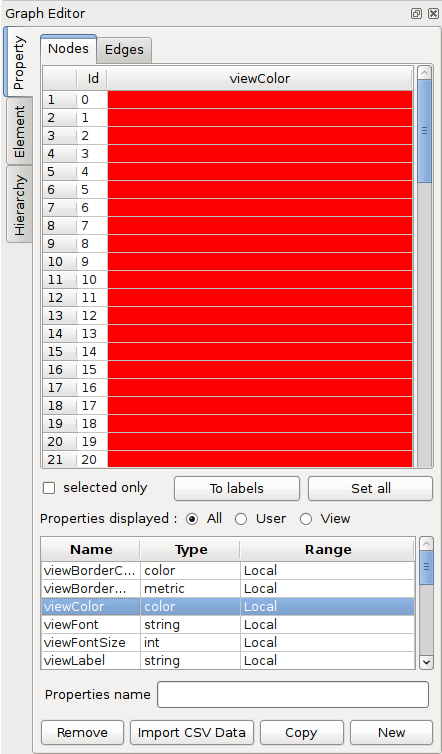 Graph Editor
Property
Element
Hierarchy
Nodes Edges
Id viewColor
1 0
2 1
3 2
4 3
5 4
6 5
7 6
8 7
9 8
10 9
11 10
12 11
13 12
14 13
15 14
16 15
17 16
18 17
19 18
20 19
21 20
selected only To labels Set all
Properties displayed : All User View
Name Type Range
viewBorderC... color Local
viewBorder... metric Local
viewColor color Local
viewFont string Local
viewFontSize int Local
viewLabel string Local
Properties name
Remove Import CSV Data Copy New